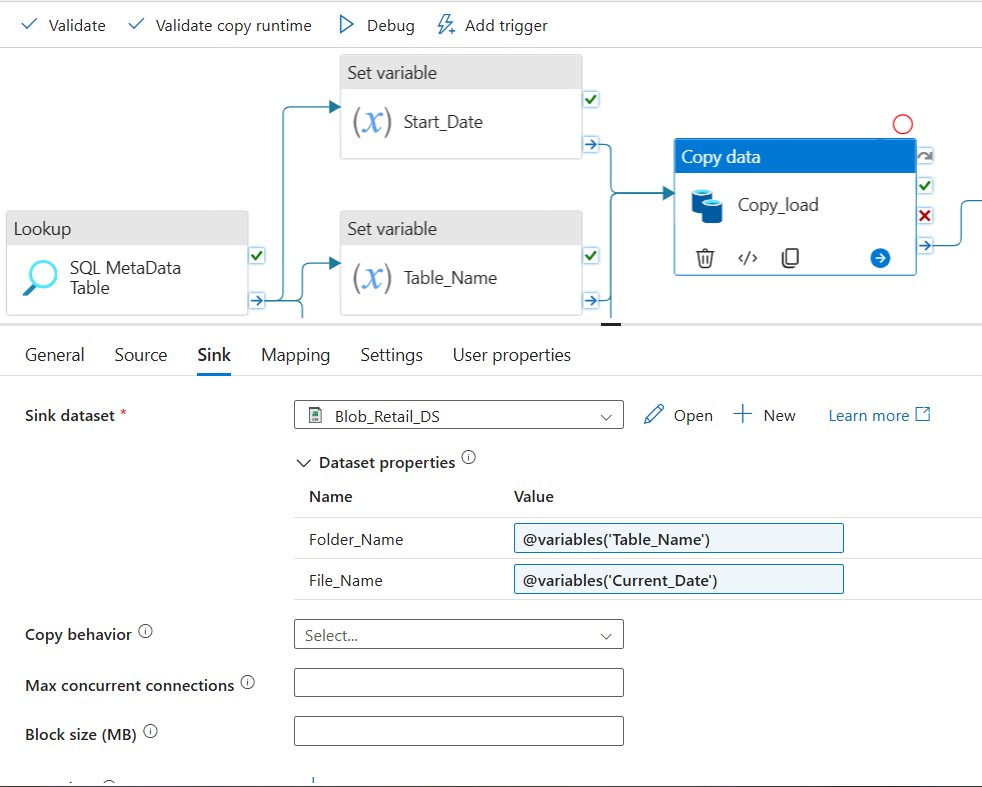 Validate Validate copy runtime Debug Add trigger
Set variable
(x) Start_Date
Copy data
Copy_load
Lookup
SQL MetaData
Table
Set variable
(x) Table_Name
General Source Sink Mapping Settings User properties
Sink dataset * Blob_Retail_DS Open New Learn more
Dataset properties
Name Value
Folder_Name @variables('Table_Name')
File_Name @variables('Current_Date')
Copy behavior Select...
Max concurrent connections
Block size (MB)